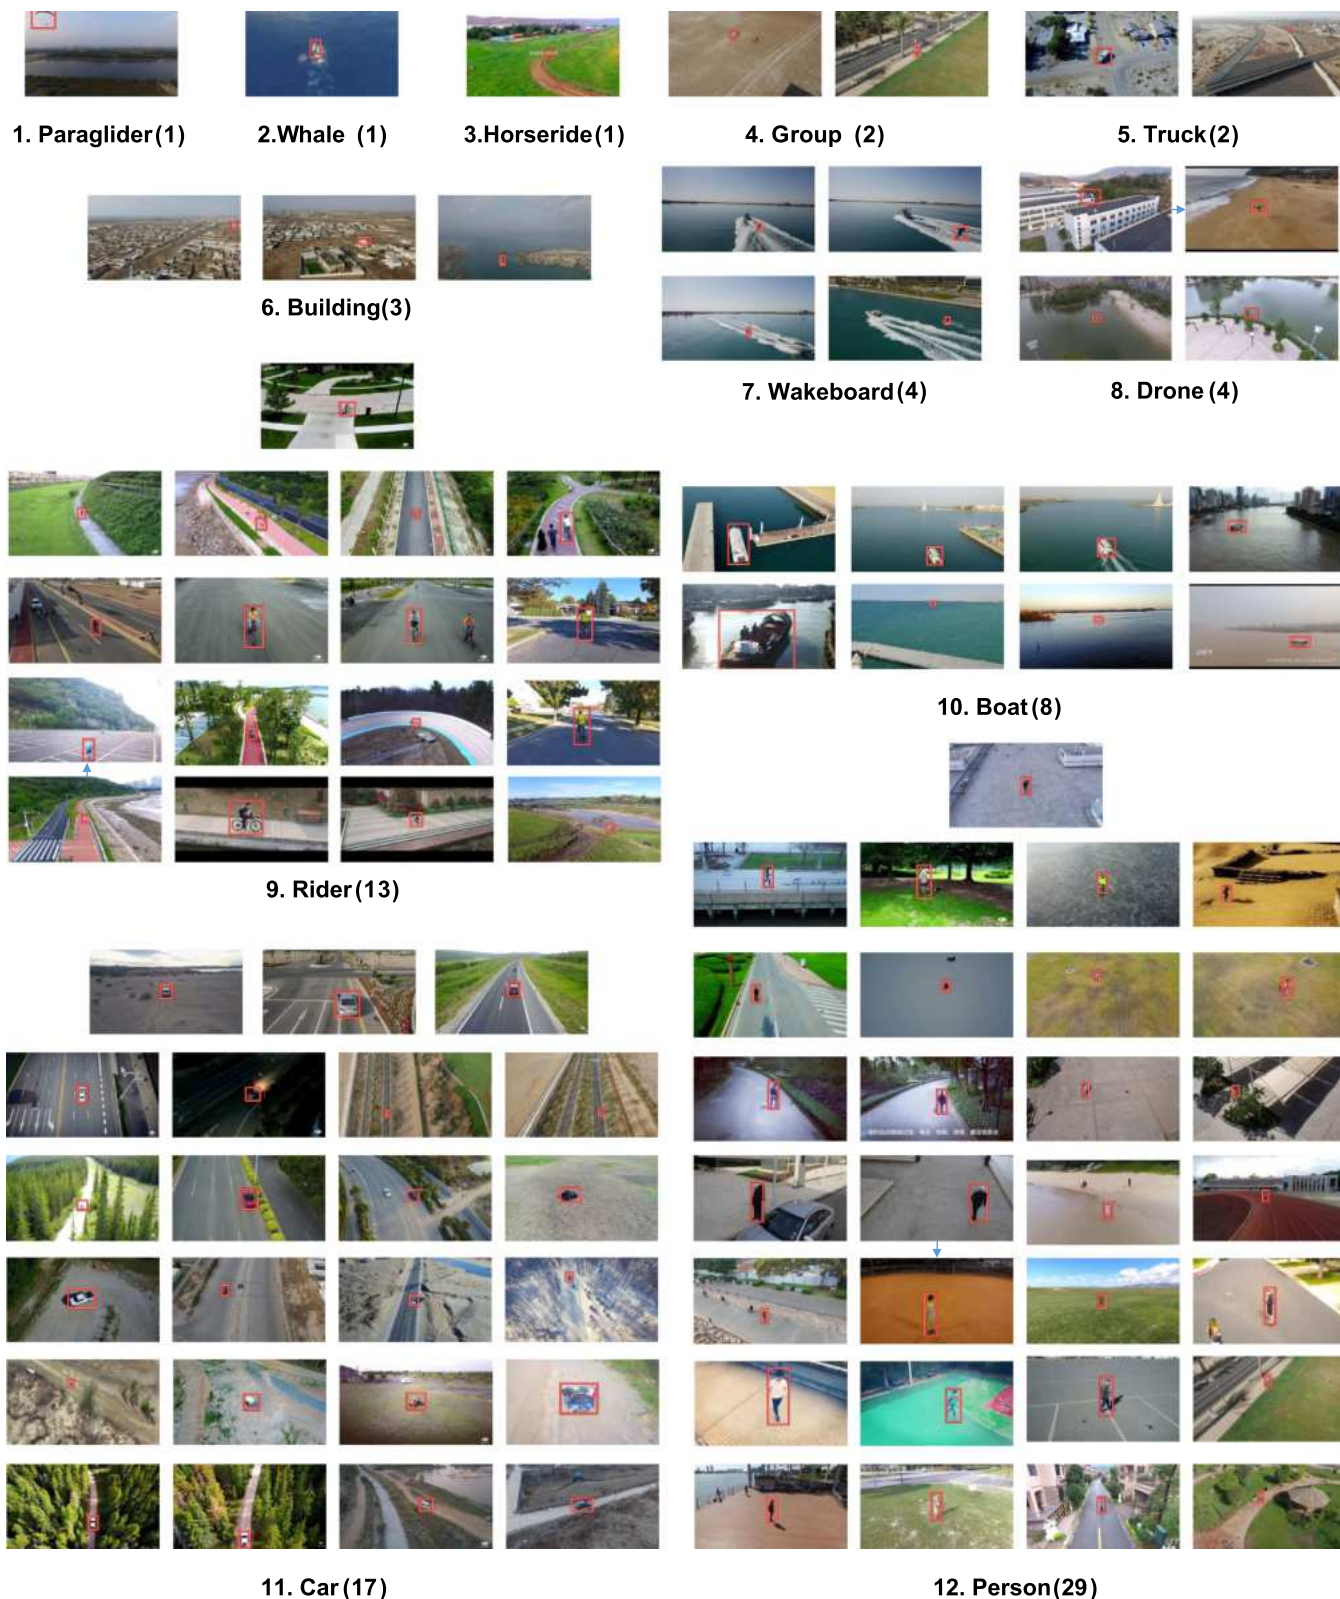 1. Paraglider(1)
2.Whale (1)
3.Horseride(1)
4. Group (2)
5. Truck(2)
6. Building(3)
7. Wakeboard(4)
8. Drone(4)
9. Rider(13)
10. Boat(8)
11. Car(17)
12. Person(29)